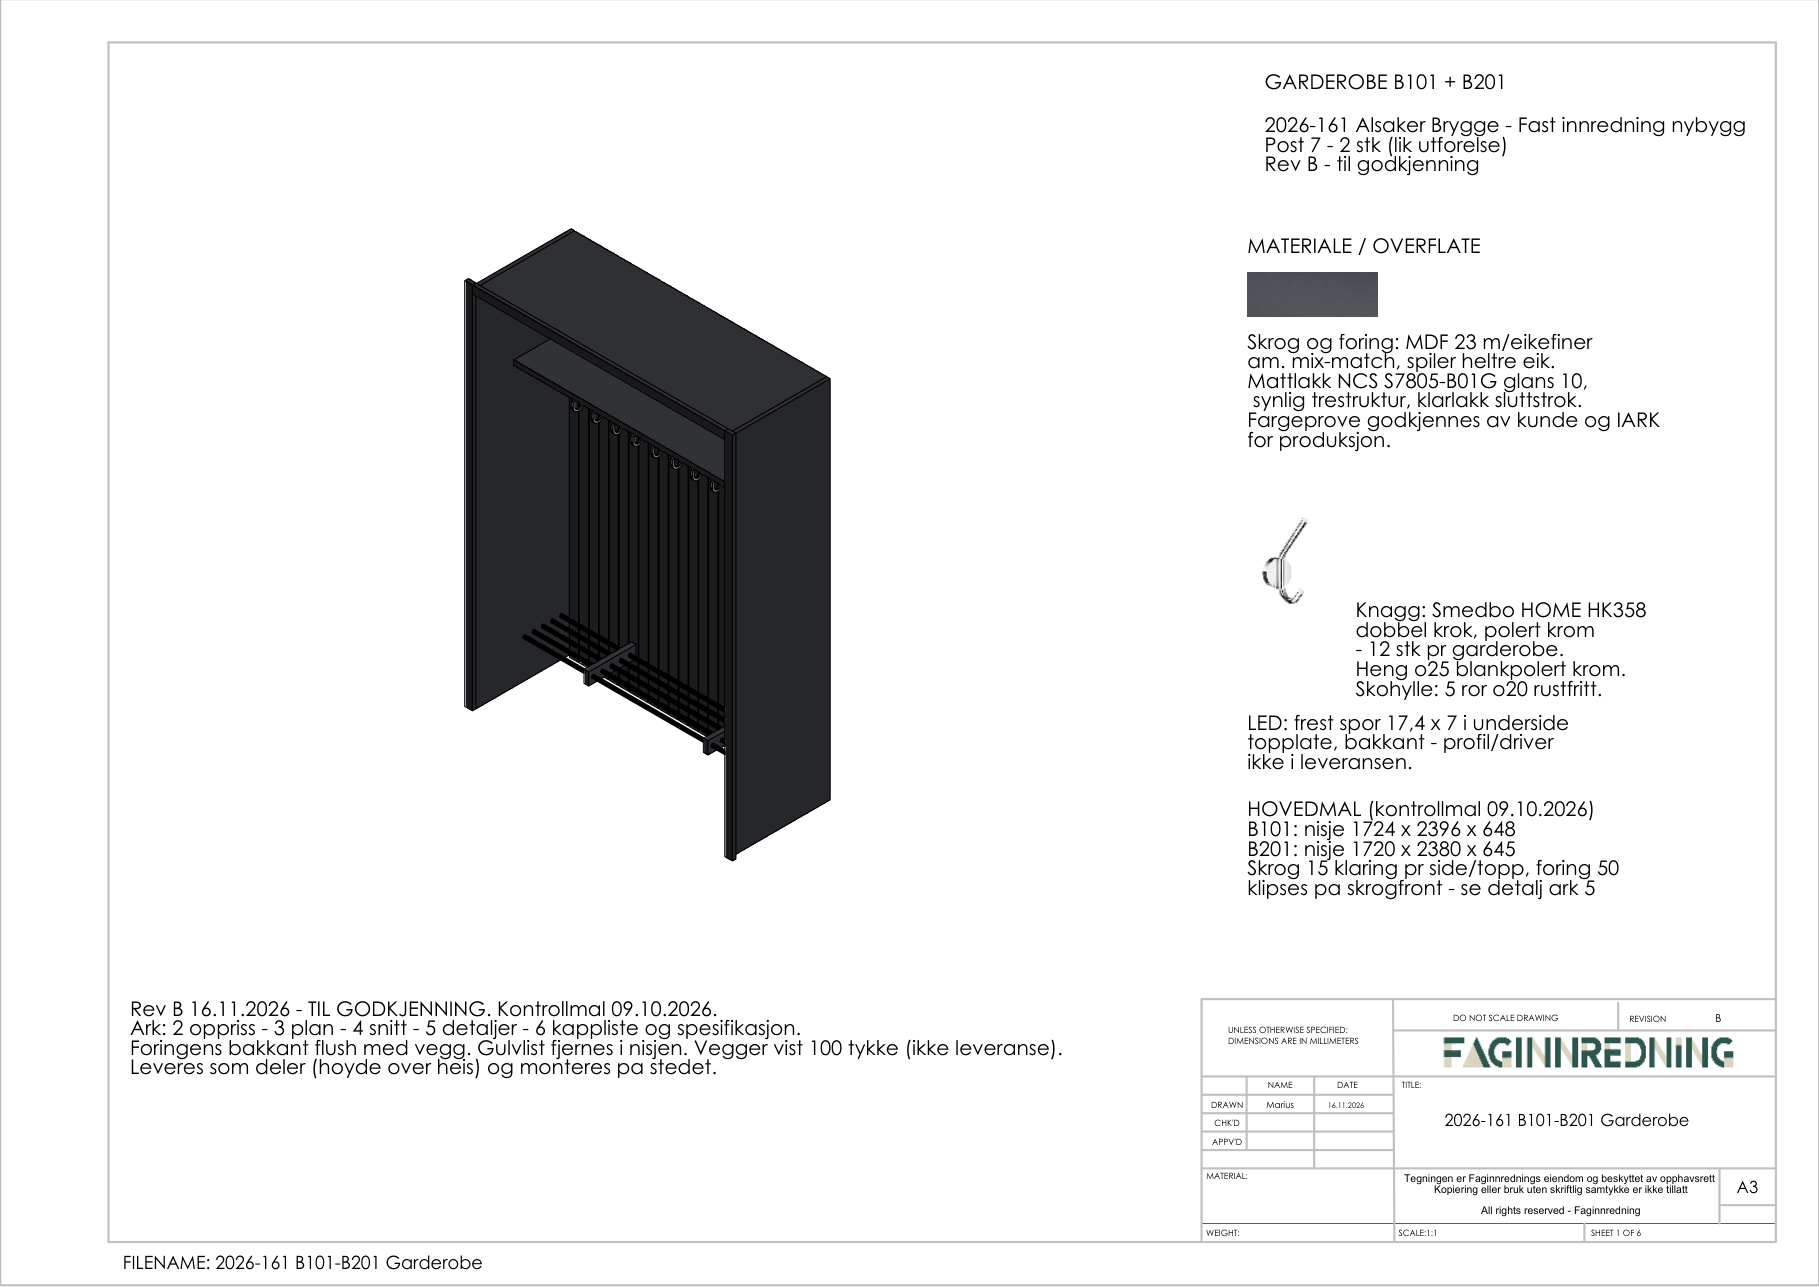 GARDEROBE B101 + B201
2026-161 Alsaker Brygge - Fast innredning nybygg
Post 7 - 2 stk (lik utforelse)
Rev B - til godkjenning
MATERIALE / OVERFLATE
Skrog og foring: MDF 23 m/eikefiner
am. mix-match, spiler heltre eik.
Mattlakk NCS S7805-B01G glans 10,
synlig trestruktur, klarlakk sluttstrok.
Fargeprove godkjennes av kunde og IARK
for produksjon.
Knagg: Smedbo HOME HK358
dobbel krok, polert krom
- 12 stk pr garderobe.
Heng o25 blankpolert krom.
Skohylle: 5 ror o20 rustfritt.
LED: frest spor 17,4 x 7 i underside
topplate, bakkant - profil/driver
ikke i leveransen.
HOVEDMAL (kontrollmal 09.10.2026)
B101: nisje 1724 x 2396 x 648
B201: nisje 1720 x 2380 x 645
Skrog 15 klaring pr side/topp, foring 50
klipses pa skrogfront - se detalj ark 5
Rev B 16.11.2026 - TIL GODKJENNING. Kontrollmal 09.10.2026.
Ark: 2 oppriss - 3 plan - 4 snitt - 5 detaljer - 6 kappliste og spesifikasjon.
Foringens bakkant flush med vegg. Gulvlist fjernes i nisjen. Vegger vist 100 tykke (ikke leveranse).
Leveres som deler (hoyde over heis) og monteres pa stedet.
UNLESS OTHERWISE SPECIFIED:
DIMENSIONS ARE IN MILLIMETERS
DO NOT SCALE DRAWING
REVISION B
FAGINNREDNING
NAME DATE
DRAWN Marius 16.11.2026
CHK'D
APPV'D
TITLE:
2026-161 B101-B201 Garderobe
MATERIAL:
Tegningen er Faginnrednings eiendom og beskyttet av opphavsrett
Kopiering eller bruk uten skriftlig samtykke er ikke tillatt
All rights reserved - Faginnredning
A3
WEIGHT:
SCALE:1:1
SHEET 1 OF 6
FILENAME: 2026-161 B101-B201 Garderobe